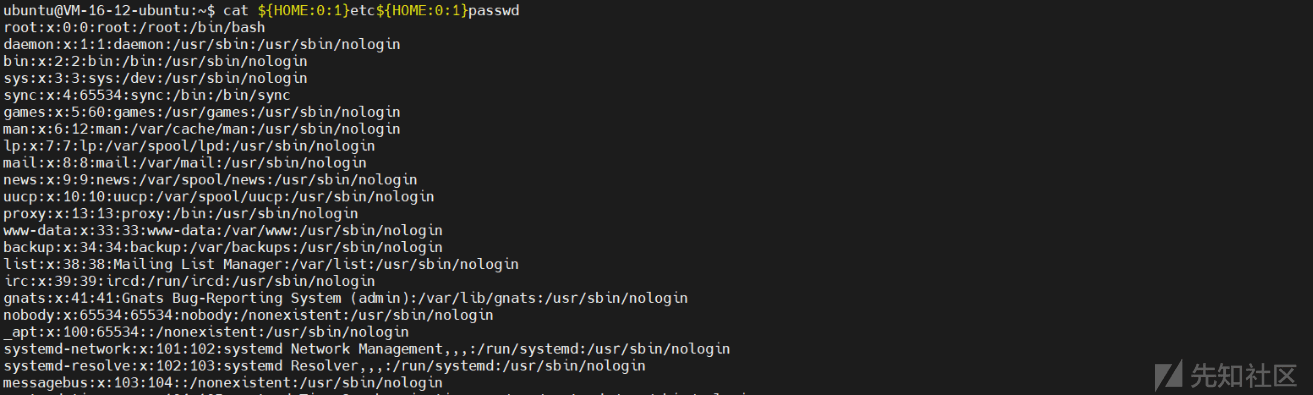 ubuntu@VM-16-12-ubuntu:~$ cat ${HOME:0:1}etc${HOME:0:1}passwd
root:x:0:0:root:/root:/bin/bash
daemon:x:1:1:daemon:/usr/sbin:/usr/sbin/nologin
bin:x:2:2:bin:/bin:/usr/sbin/nologin
sys:x:3:3:sys:/dev:/usr/sbin/nologin
sync:x:4:65534:sync:/bin:/bin/sync
games:x:5:60:games:/usr/games:/usr/sbin/nologin
man:x:6:12:man:/var/cache/man:/usr/sbin/nologin
lp:x:7:7:lp:/var/spool/lpd:/usr/sbin/nologin
mail:x:8:8:mail:/var/mail:/usr/sbin/nologin
news:x:9:9:news:/var/spool/news:/usr/sbin/nologin
uucp:x:10:10:uucp:/var/spool/uucp:/usr/sbin/nologin
proxy:x:13:13:proxy:/bin:/usr/sbin/nologin
www-data:x:33:33:www-data:/var/www:/usr/sbin/nologin
backup:x:34:34:backup:/var/backups:/usr/sbin/nologin
list:x:38:38:Mailing List Manager:/var/list:/usr/sbin/nologin
irc:x:39:39:ircd:/run/ircd:/usr/sbin/nologin
gnats:x:41:41:Gnats Bug-Reporting System (admin):/var/lib/gnats:/usr/sbin/nologin
nobody:x:65534:65534:nobody:/nonexistent:/usr/sbin/nologin
_apt:x:100:65534::/nonexistent:/usr/sbin/nologin
systemd-network:x:101:102:systemd Network Management,,,:/run/systemd:/usr/sbin/nologin
systemd-resolve:x:102:103:systemd Resolver,,,:/run/systemd:/usr/sbin/nologin
messagebus:x:103:104::/nonexistent:/usr/sbin/nologin
先知社区